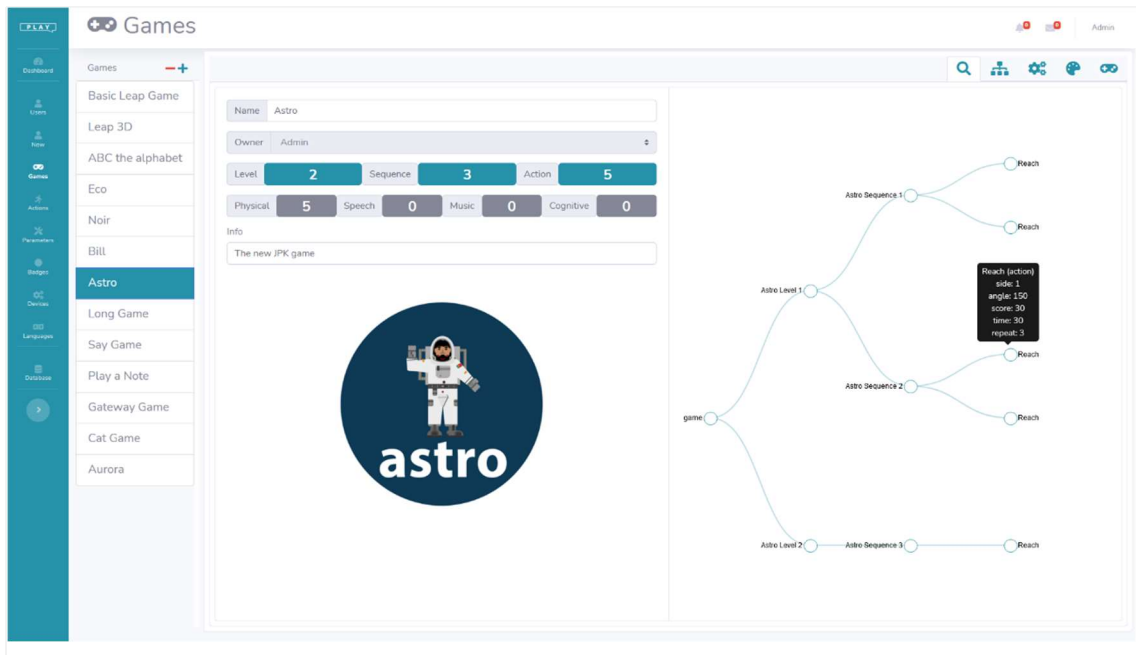 PLAY
Games
0
0
Admin
Dashboard
Users
New
Games
Actions
Parameters
Badges
Devices
Languages
Database
Games
Basic Leap Game
Leap 3D
ABC the alphabet
Eco
Noir
Bill
Astro
Long Game
Say Game
Play a Note
Gateway Game
Cat Game
Aurora
Name Astro
Owner Admin
Level 2 Sequence 3 Action 5
Physical 5 Speech 0 Music 0 Cognitive 0
Info
The new JPK game
astro
game
Astro Level 1
Astro Sequence 1
Reach
Reach
Astro Sequence 2
Reach (action)
side: 1
angle: 150
score: 30
time: 30
repeat: 3
Reach
Reach
Astro Level 2
Astro Sequence 3
Reach